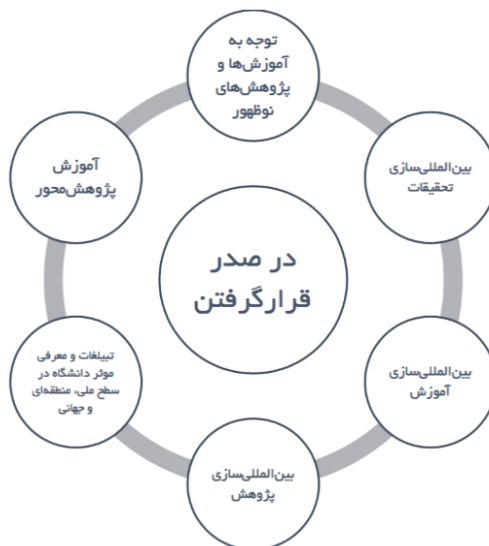 توجه به
آموزش‌ها و
پژوهش‌های
نوظهور
بین‌المللی‌سازی
تحقیقات
بین‌المللی‌سازی
آموزش
بین‌المللی‌سازی
پژوهش
تبیلغات و معرفی
موثر دانشگاه در
سطح ملی، منطقه‌ای
و جهانی
آموزش
پژوهش‌محور
در صدر
قرارگرفتن